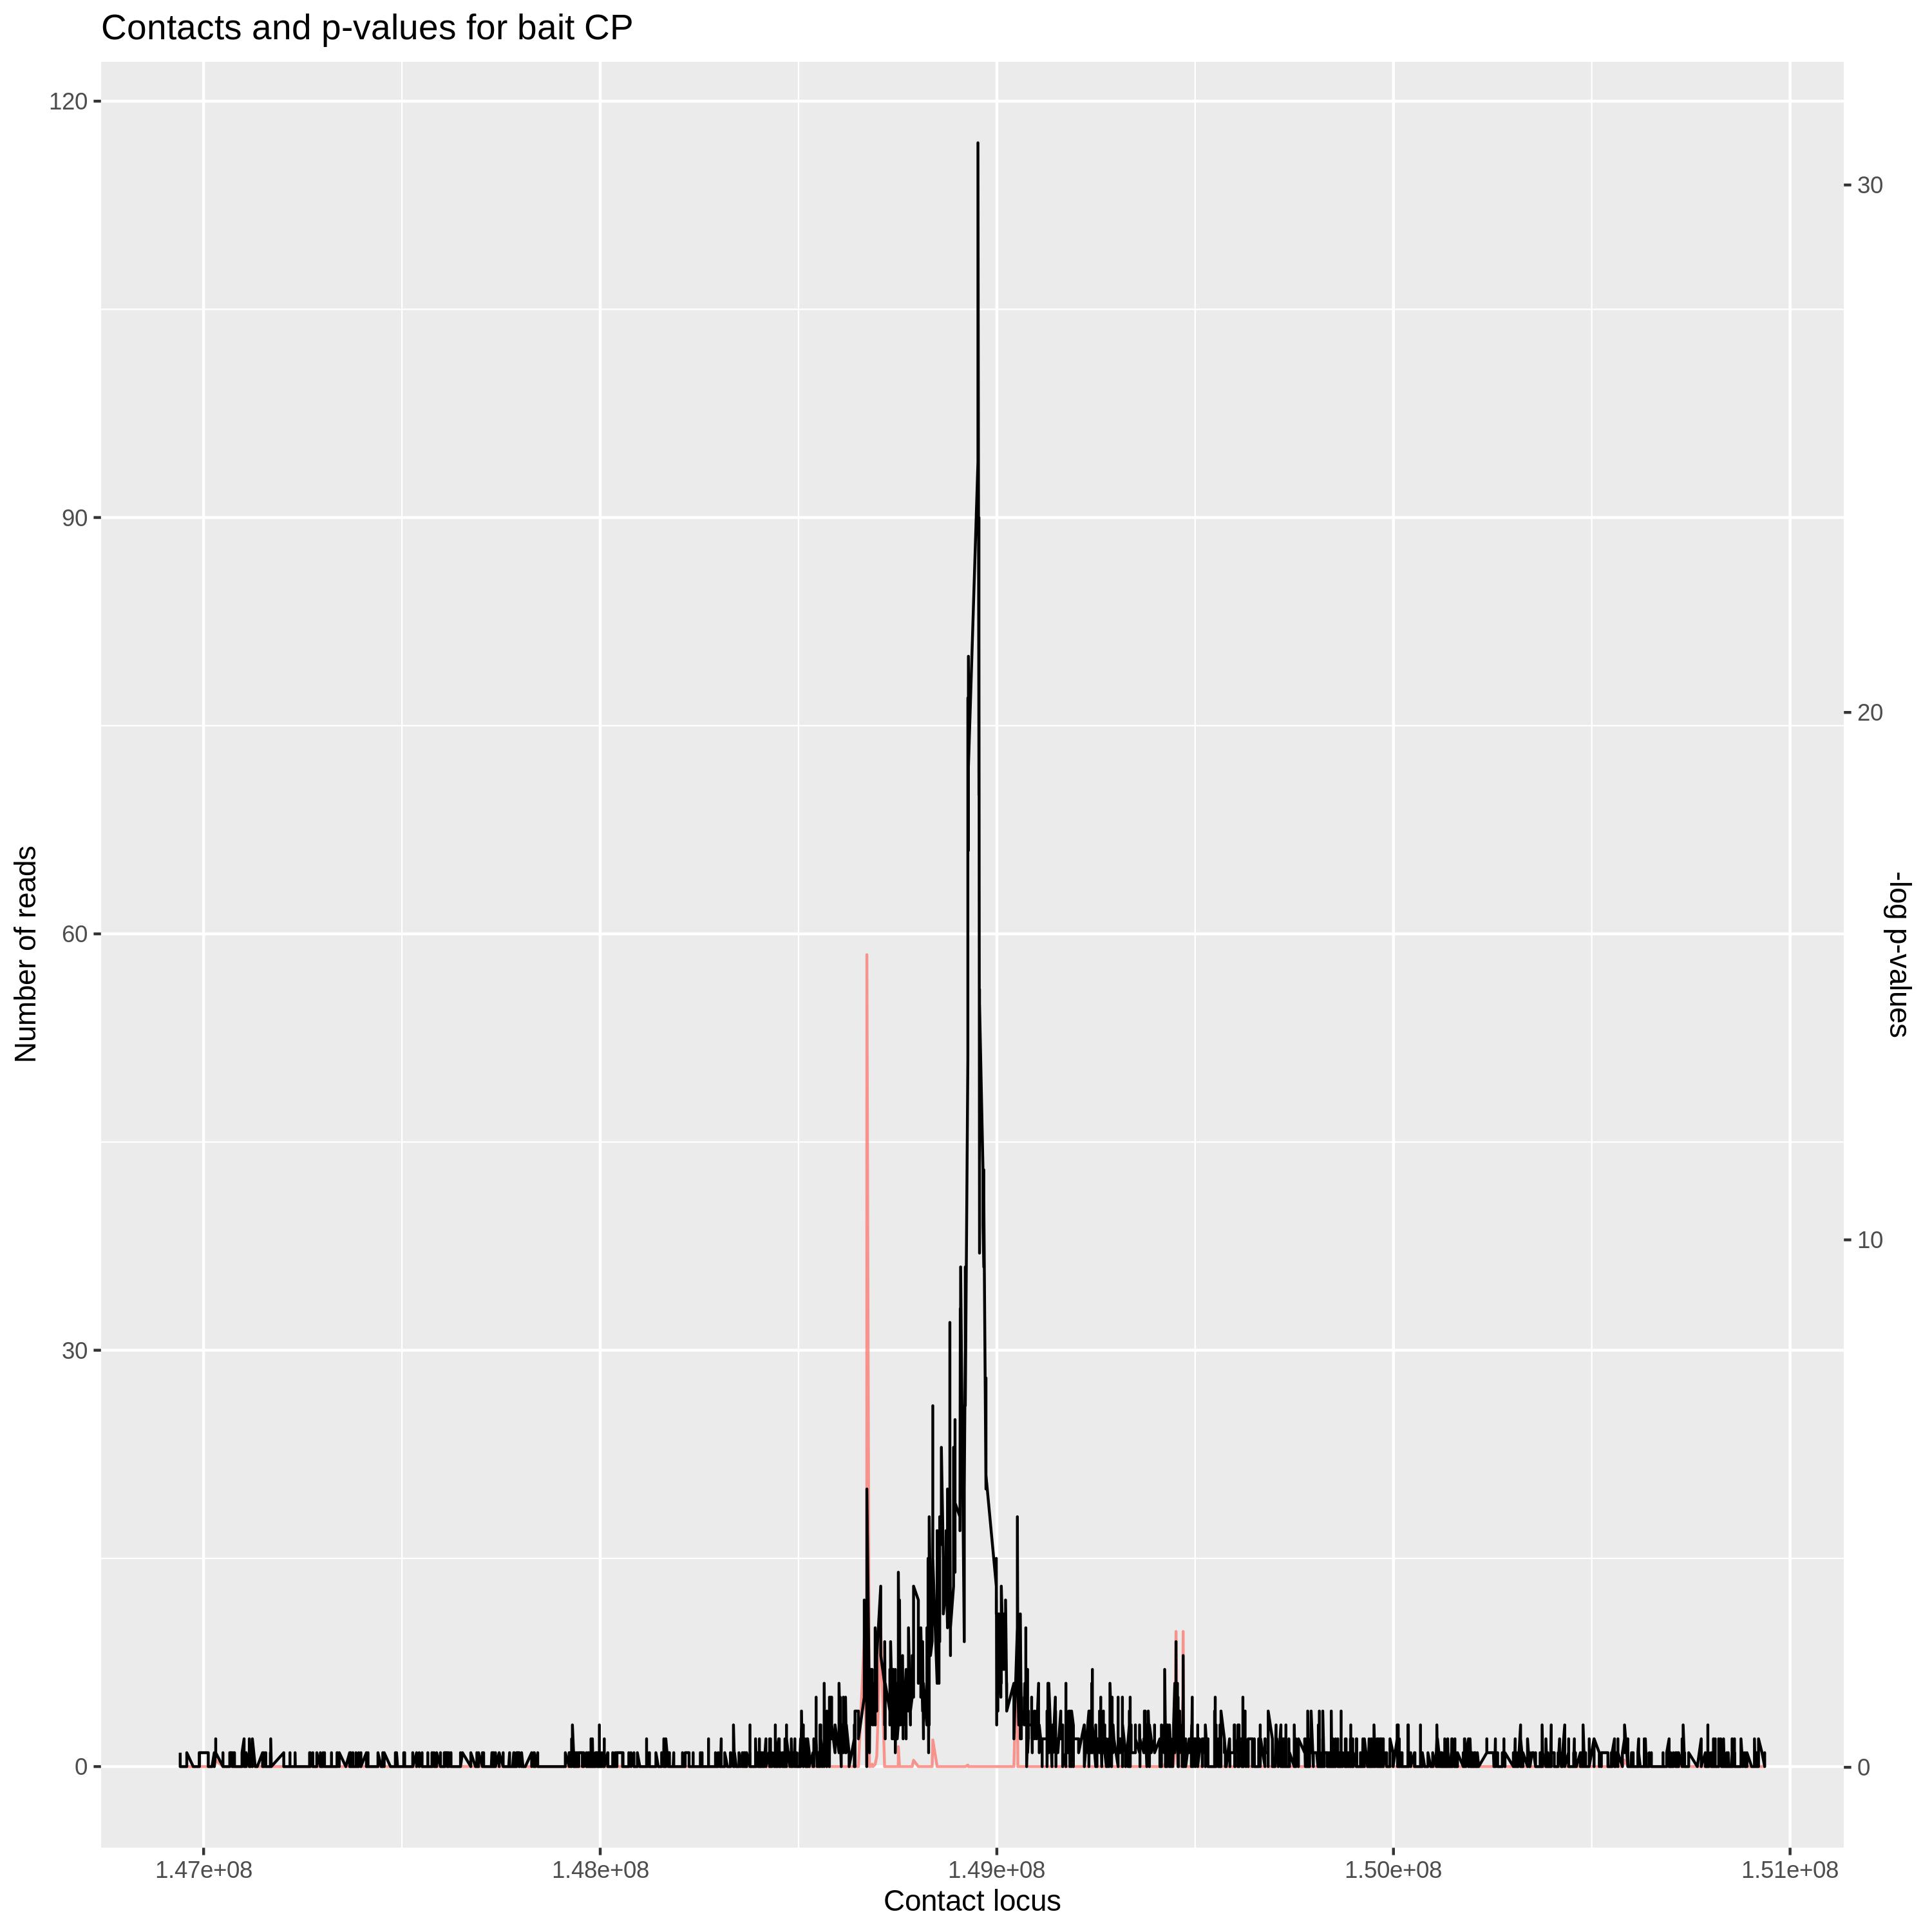 Contacts and p-values for bait CP
120
90
60
30
0
Number of reads
30
20
10
0
-log p-values
1.47e+08
1.48e+08
1.49e+08
1.50e+08
1.51e+08
Contact locus